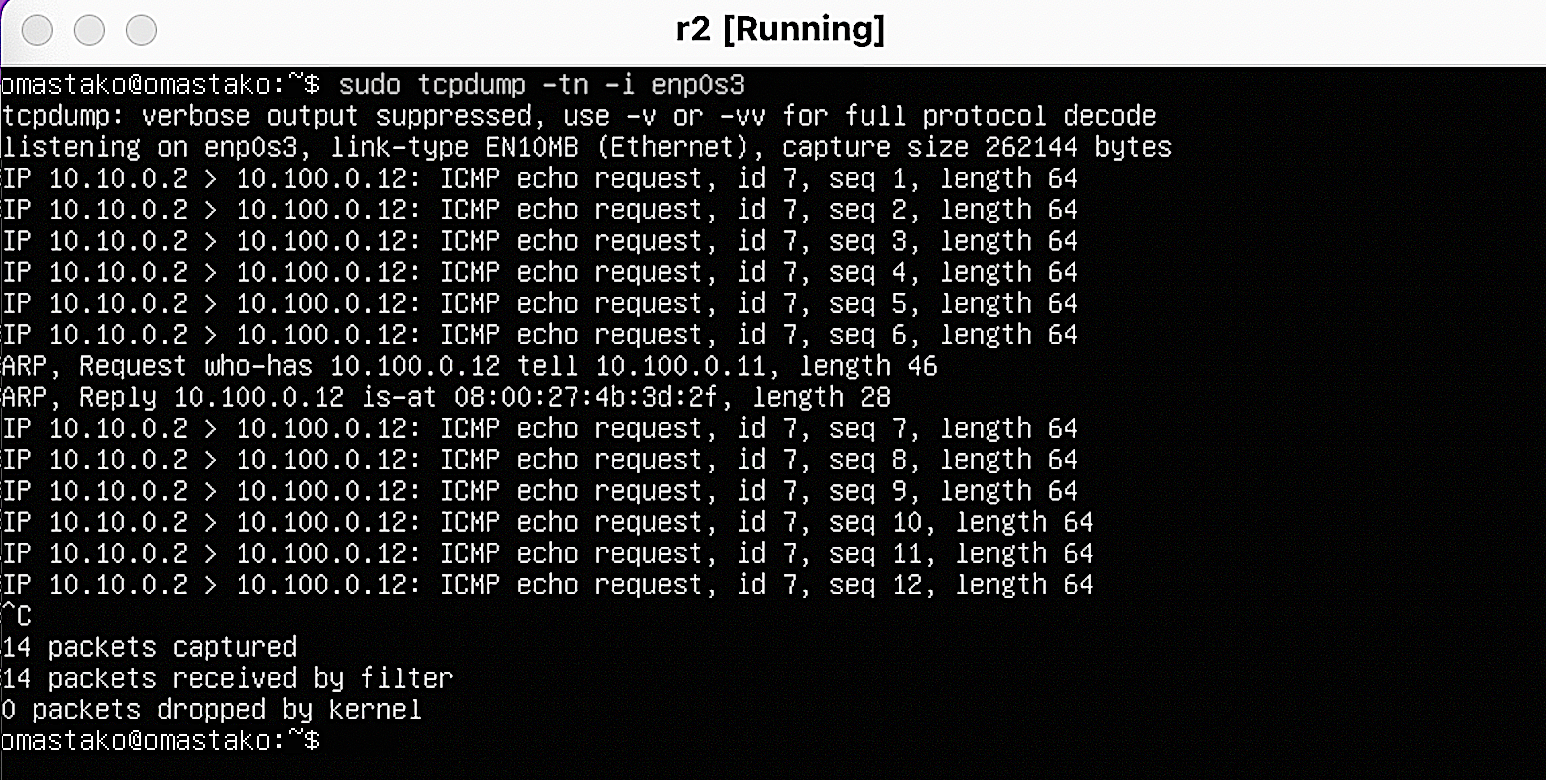 r2 [Running]
omastako@omastako:~$ sudo tcpdump -tn -i enp0s3
tcpdump: verbose output suppressed, use -v or -vv for full protocol decode
listening on enp0s3, link-type EN10MB (Ethernet), capture size 262144 bytes
IP 10.10.0.2 > 10.100.0.12: ICMP echo request, id 7, seq 1, length 64
IP 10.10.0.2 > 10.100.0.12: ICMP echo request, id 7, seq 2, length 64
IP 10.10.0.2 > 10.100.0.12: ICMP echo request, id 7, seq 3, length 64
IP 10.10.0.2 > 10.100.0.12: ICMP echo request, id 7, seq 4, length 64
IP 10.10.0.2 > 10.100.0.12: ICMP echo request, id 7, seq 5, length 64
IP 10.10.0.2 > 10.100.0.12: ICMP echo request, id 7, seq 6, length 64
ARP, Request who-has 10.100.0.12 tell 10.100.0.11, length 46
ARP, Reply 10.100.0.12 is-at 08:00:27:4b:3d:2f, length 28
IP 10.10.0.2 > 10.100.0.12: ICMP echo request, id 7, seq 7, length 64
IP 10.10.0.2 > 10.100.0.12: ICMP echo request, id 7, seq 8, length 64
IP 10.10.0.2 > 10.100.0.12: ICMP echo request, id 7, seq 9, length 64
IP 10.10.0.2 > 10.100.0.12: ICMP echo request, id 7, seq 10, length 64
IP 10.10.0.2 > 10.100.0.12: ICMP echo request, id 7, seq 11, length 64
IP 10.10.0.2 > 10.100.0.12: ICMP echo request, id 7, seq 12, length 64
^C
14 packets captured
14 packets received by filter
0 packets dropped by kernel
omastako@omastako:~$